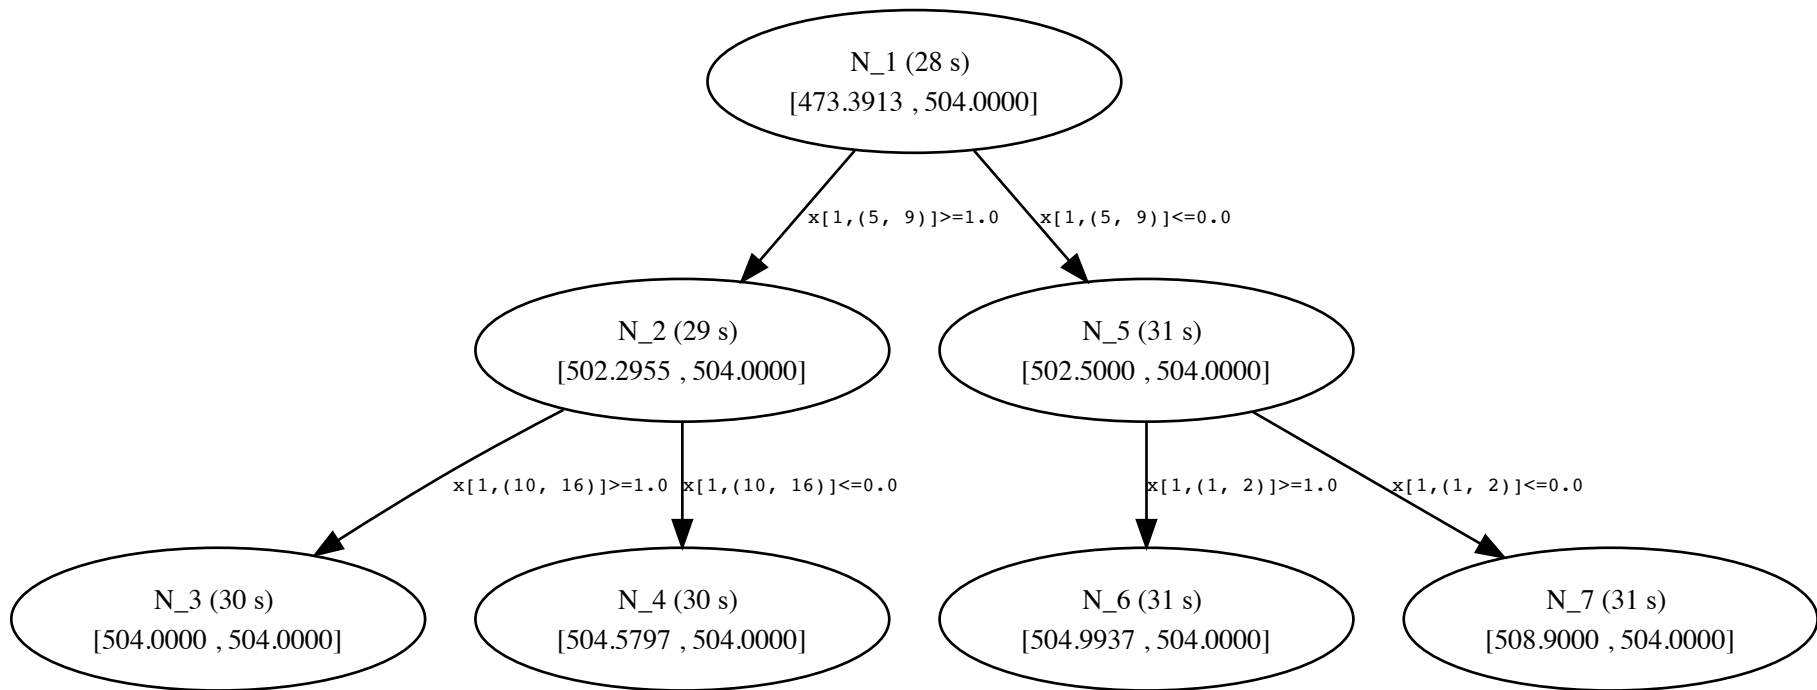 N_1 (28 s)
[473.3913 , 504.0000]
x[1,(5, 9)]>=1.0
x[1,(5, 9)]<=0.0
N_2 (29 s)
[502.2955 , 504.0000]
N_5 (31 s)
[502.5000 , 504.0000]
x[1,(10, 16)]>=1.0
x[1,(10, 16)]<=0.0
x[1,(1, 2)]>=1.0
x[1,(1, 2)]<=0.0
N_3 (30 s)
[504.0000 , 504.0000]
N_4 (30 s)
[504.5797 , 504.0000]
N_6 (31 s)
[504.9937 , 504.0000]
N_7 (31 s)
[508.9000 , 504.0000]